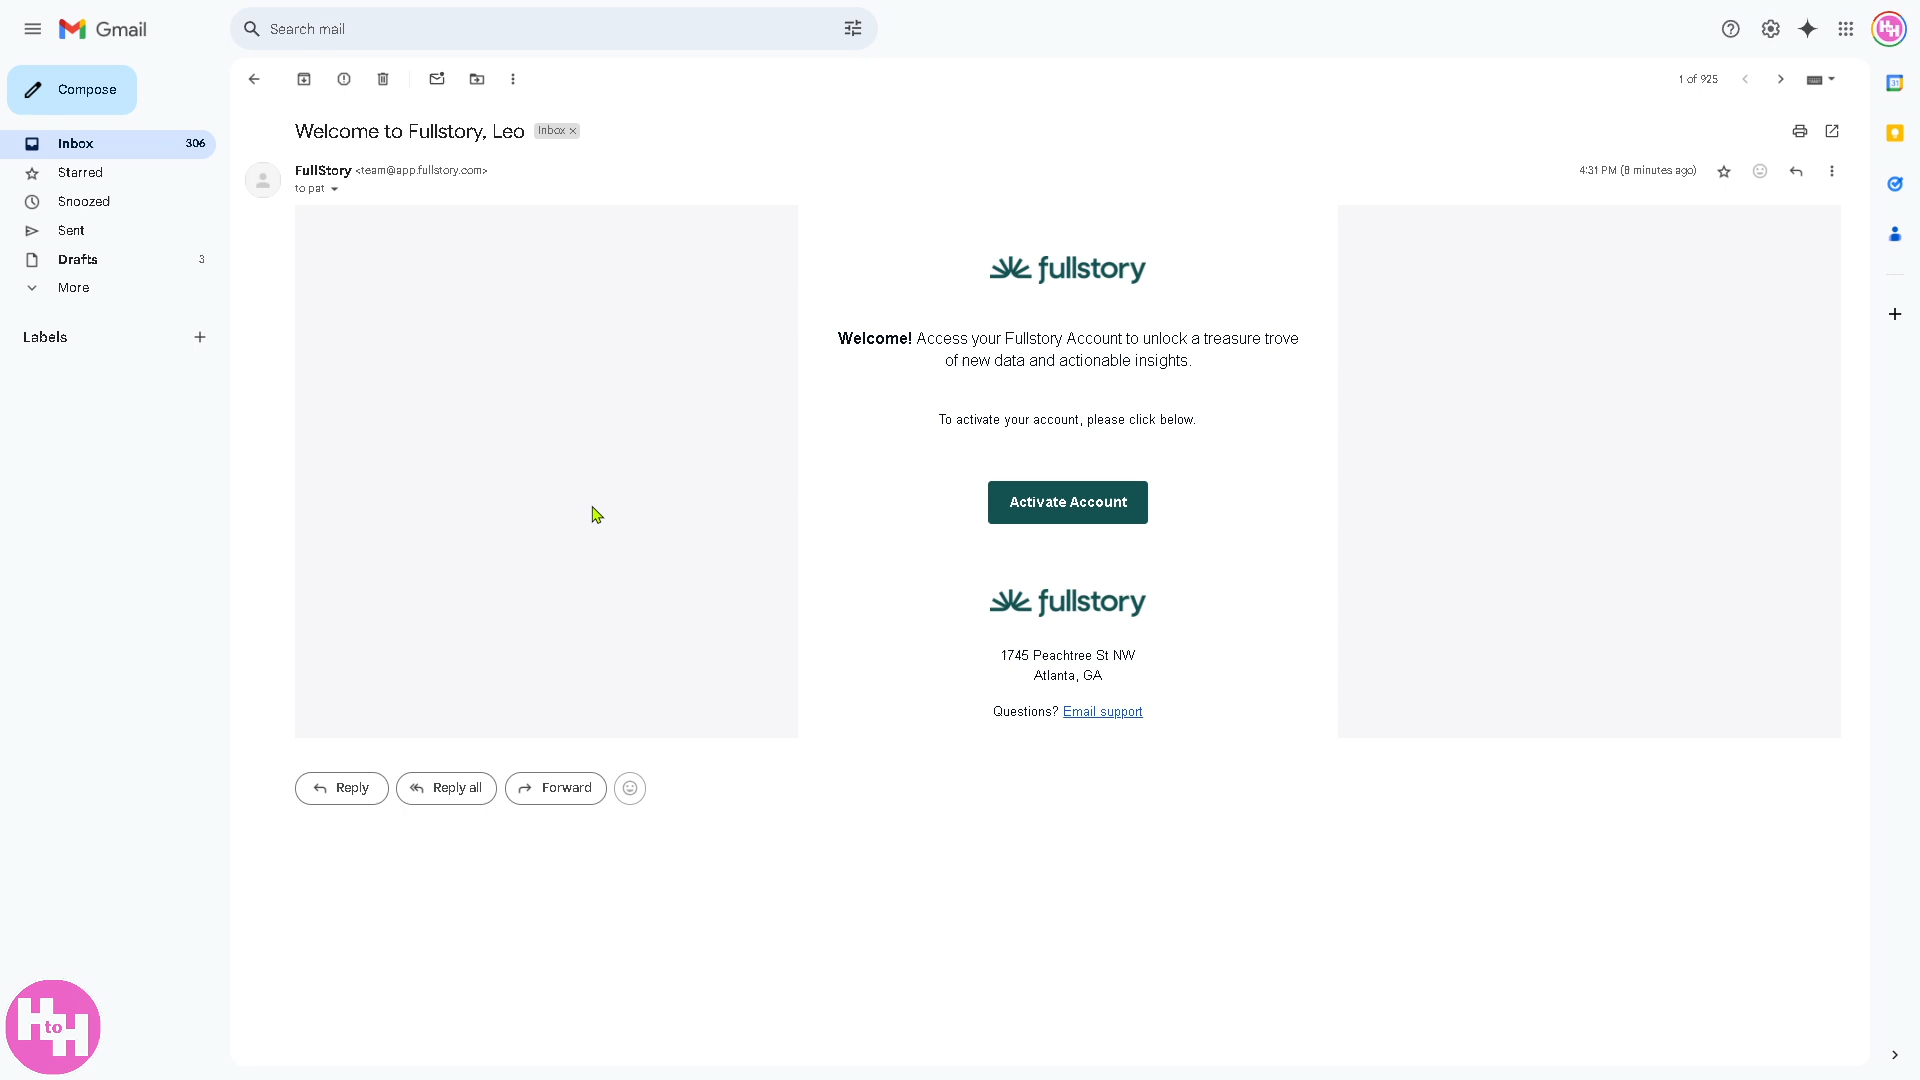 Gmail
Search mail
Compose
1 of 925
Inbox 306
Starred
Snoozed
Sent
Drafts 3
More
Labels
Welcome to Fullstory, Leo Inbox ×
FullStory <team@app.fullstory.com>
to pat
4:31 PM (8 minutes ago)
fullstory
Welcome! Access your Fullstory Account to unlock a treasure trove
of new data and actionable insights.
To activate your account, please click below.
Activate Account
fullstory
1745 Peachtree St NW
Atlanta, GA
Questions? Email support
Reply
Reply all
Forward
H to H
H H
31